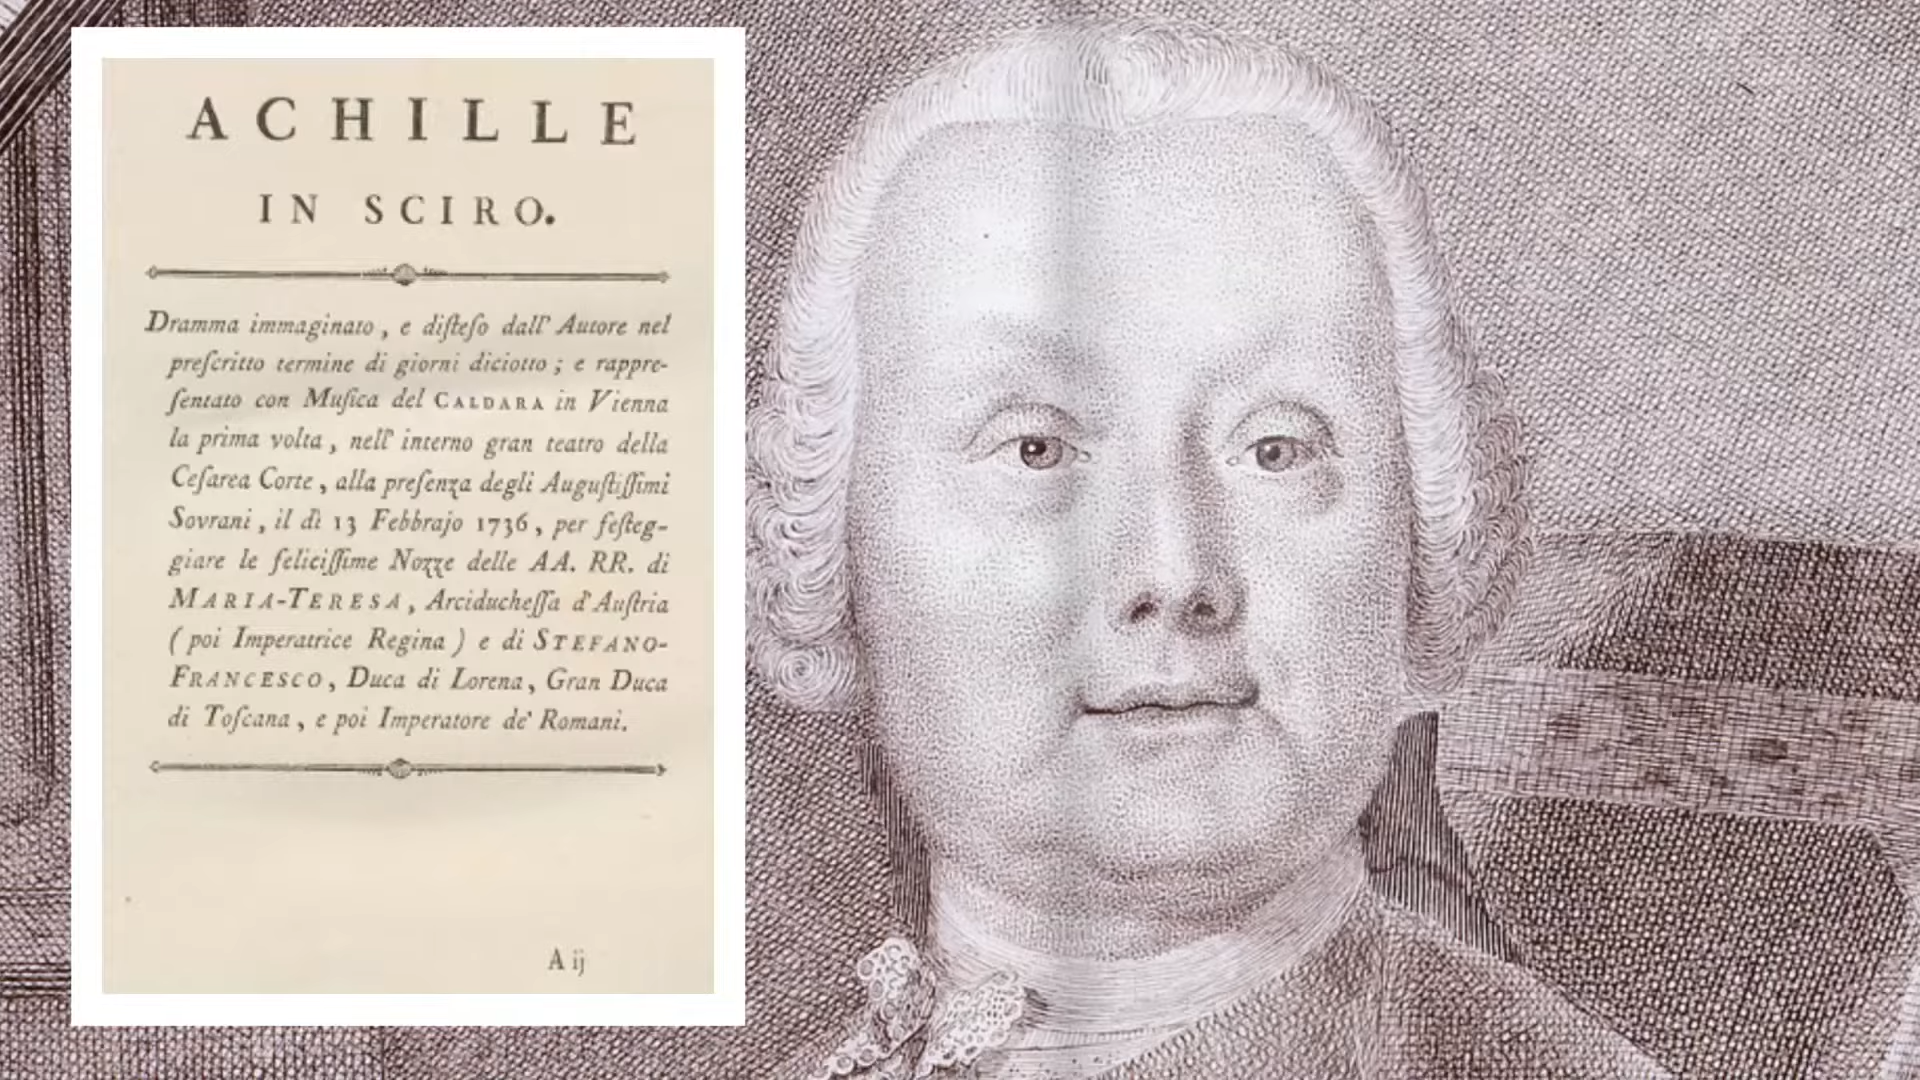 ACHILLE
IN SCIRO.
Dramma immaginato, e disteſo dall' Autore nel
preſcritto termine di giorni diciotto; e rappre-
ſentato con Muſica del CALDARA in Vienna
la prima volta, nell' interno gran teatro della
Ceſarea Corte, alla preſenza degli Auguſtiſſimi
Sovrani, il dì 13 Febbrajo 1736, per feſteg-
giare le feliciſſime Nozze delle AA. RR. di
MARIA-TERESA, Arciducheſſa d'Auſtria
(poi Imperatrice Regina) e di STEFANO-
FRANCESCO, Duca di Lorena, Gran Duca
di Toſcana, e poi Imperatore de' Romani.
A ij